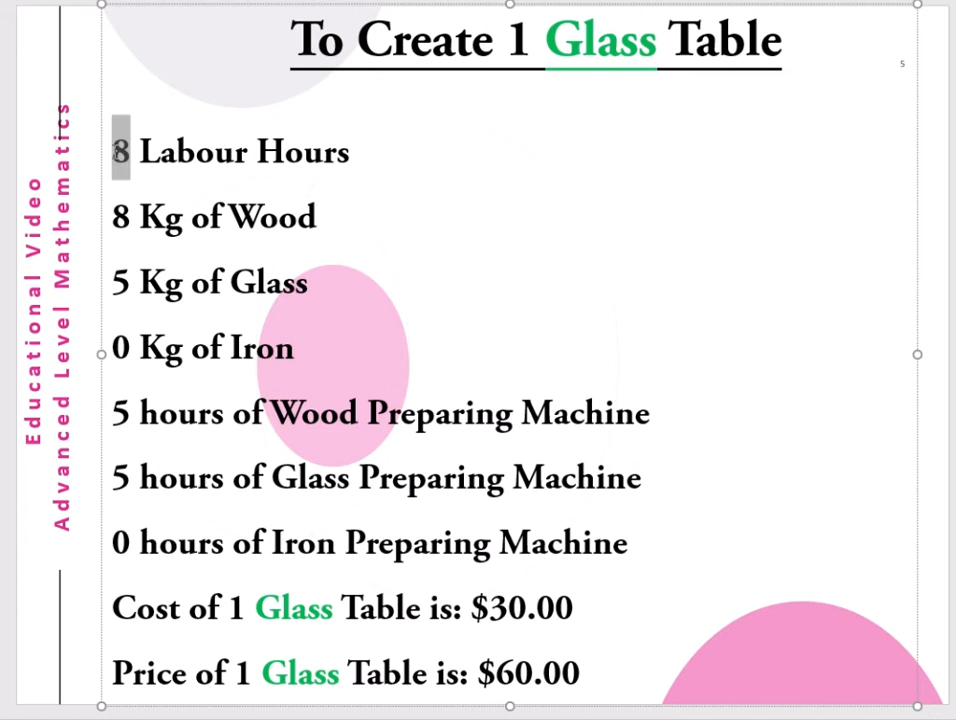 To Create 1 Glass Table
5
Educational Video
Advanced Level Mathematics
8 Labour Hours
8 Kg of Wood
5 Kg of Glass
0 Kg of Iron
5 hours of Wood Preparing Machine
5 hours of Glass Preparing Machine
0 hours of Iron Preparing Machine
Cost of 1 Glass Table is: $30.00
Price of 1 Glass Table is: $60.00